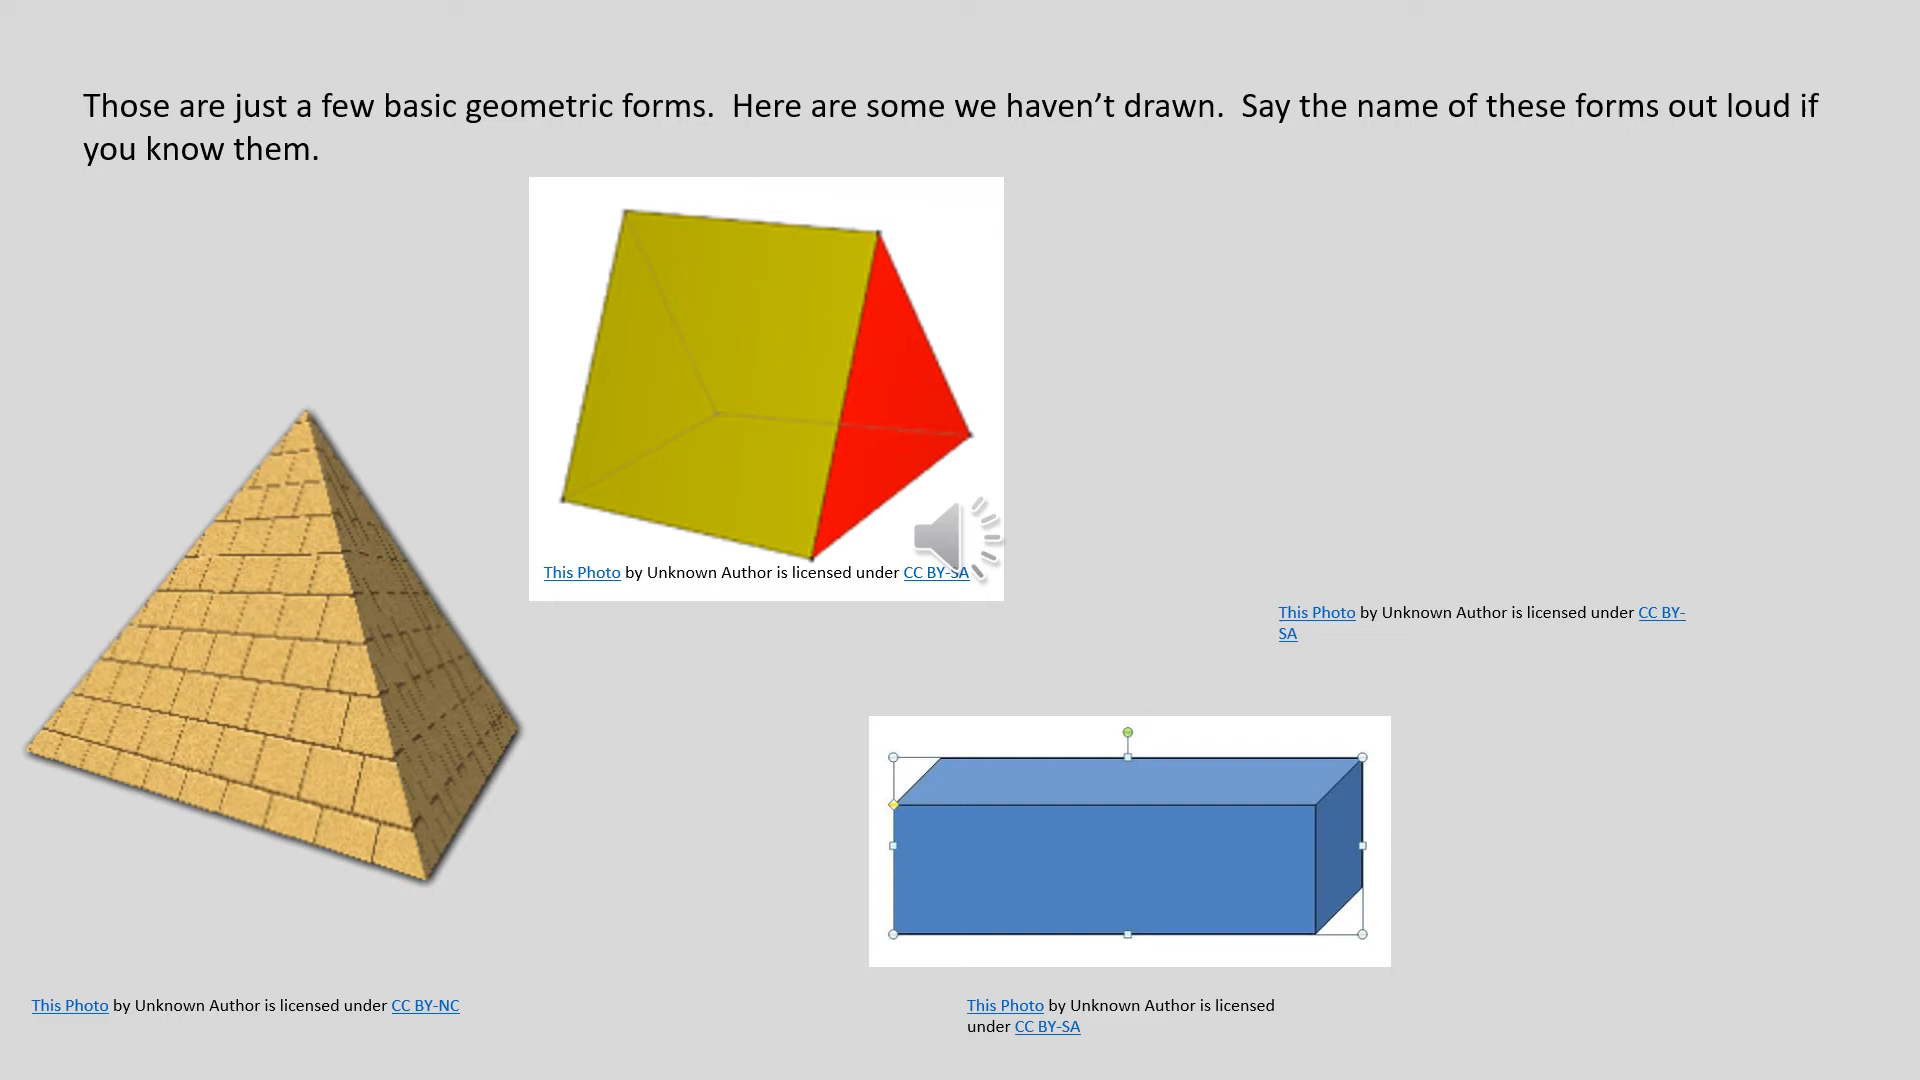 Those are just a few basic geometric forms.  Here are some we haven’t drawn.  Say the name of these forms out loud if
you know them.
This Photo by Unknown Author is licensed under CC BY-SA
This Photo by Unknown Author is licensed under CC BY-
SA
This Photo by Unknown Author is licensed under CC BY-NC
This Photo by Unknown Author is licensed
under CC BY-SA